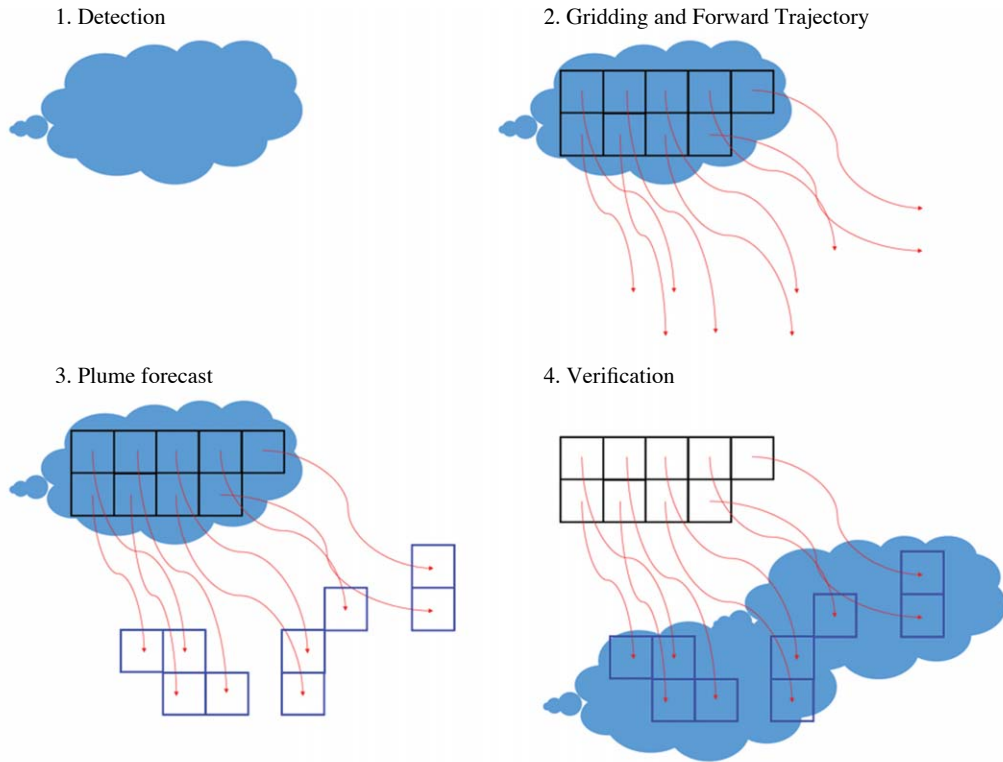 1. Detection
2. Gridding and Forward Trajectory
3. Plume forecast
4. Verification